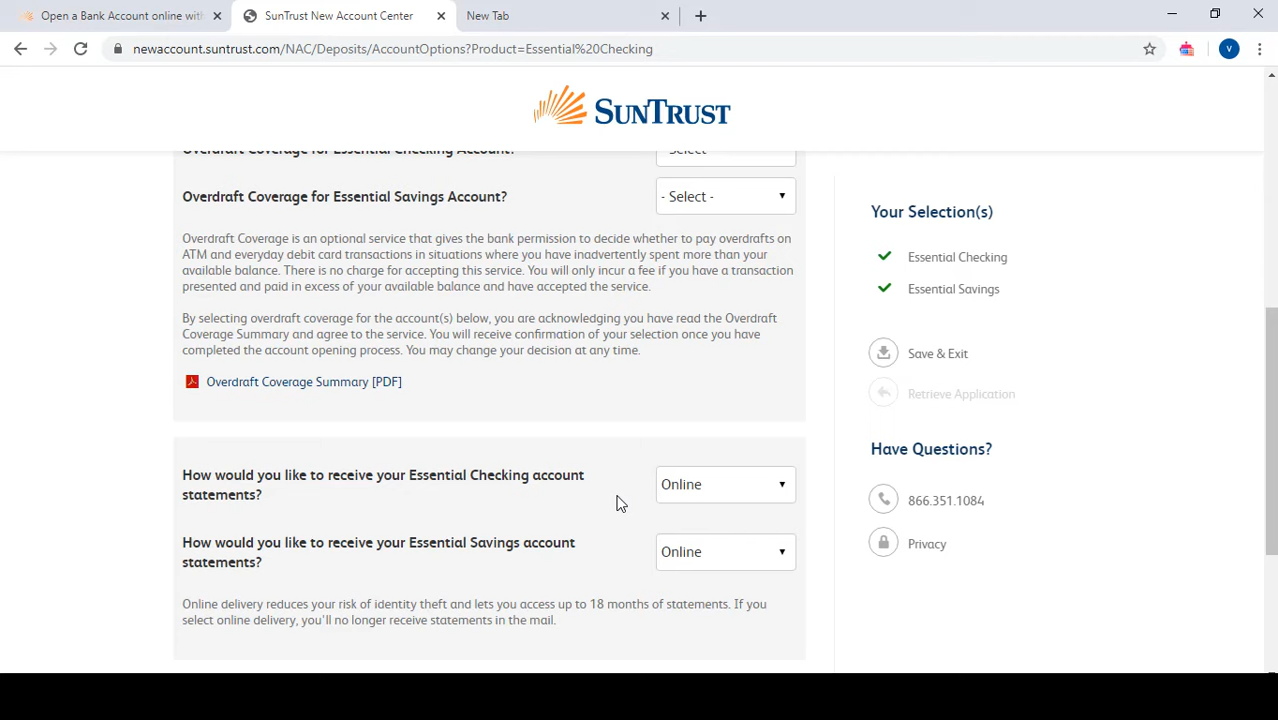 Open a Bank Account online with
SunTrust New Account Center
New Tab
newaccount.suntrust.com/NAC/Deposits/AccountOptions?Product=Essential%20Checking
V
SUNTRUST
Overdraft Coverage for Essential Checking Account?
- Select -
Overdraft Coverage for Essential Savings Account?
- Select -
Overdraft Coverage is an optional service that gives the bank permission to decide whether to pay overdrafts on
ATM and everyday debit card transactions in situations where you have inadvertently spent more than your
available balance. There is no charge for accepting this service. You will only incur a fee if you have a transaction
presented and paid in excess of your available balance and have accepted the service.
By selecting overdraft coverage for the account(s) below, you are acknowledging you have read the Overdraft
Coverage Summary and agree to the service. You will receive confirmation of your selection once you have
completed the account opening process. You may change your decision at any time.
Overdraft Coverage Summary [PDF]
How would you like to receive your Essential Checking account
statements?
Online
How would you like to receive your Essential Savings account
statements?
Online
Online delivery reduces your risk of identity theft and lets you access up to 18 months of statements. If you
select online delivery, you'll no longer receive statements in the mail.
Your Selection(s)
Essential Checking
Essential Savings
Save & Exit
Retrieve Application
Have Questions?
866.351.1084
Privacy